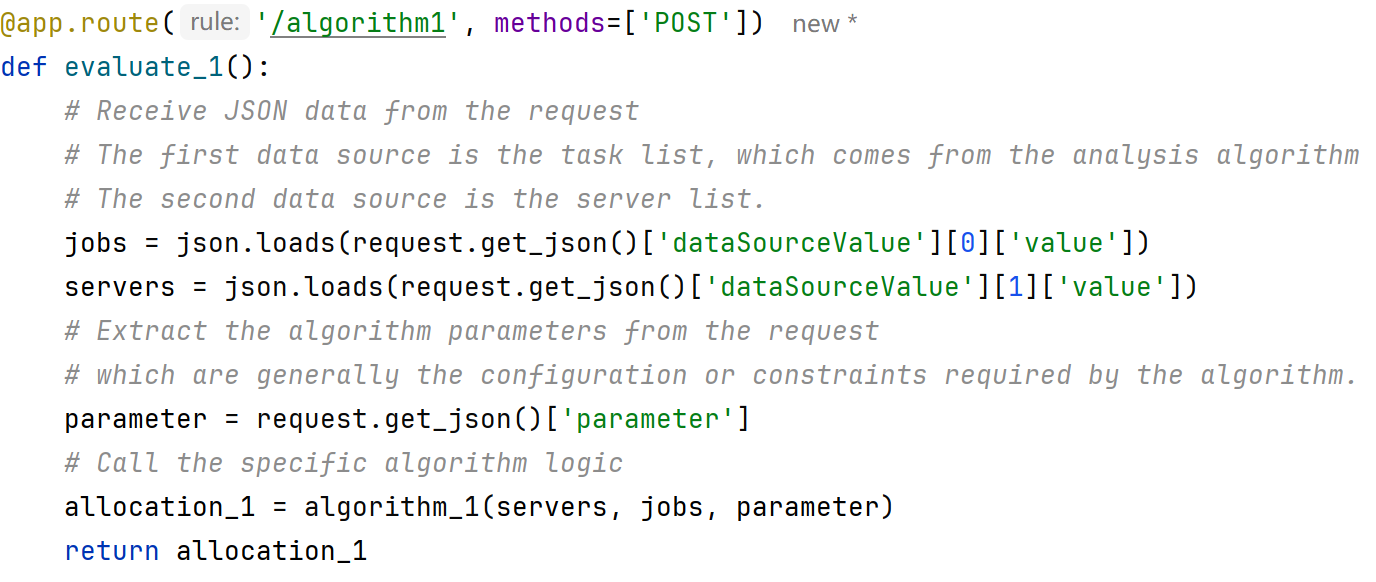 @app.route( rule: '/algorithm1', methods=['POST']) new *
def evaluate_1():
    # Receive JSON data from the request
    # The first data source is the task list, which comes from the analysis algorithm
    # The second data source is the server list.
    jobs = json.loads(request.get_json()['dataSourceValue'][0]['value'])
    servers = json.loads(request.get_json()['dataSourceValue'][1]['value'])
    # Extract the algorithm parameters from the request
    # which are generally the configuration or constraints required by the algorithm.
    parameter = request.get_json()['parameter']
    # Call the specific algorithm logic
    allocation_1 = algorithm_1(servers, jobs, parameter)
    return allocation_1